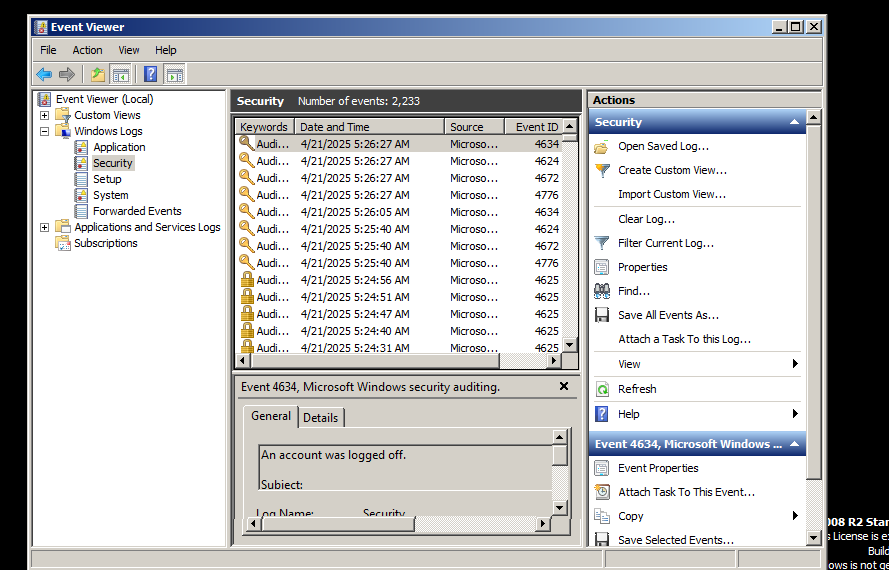 Event Viewer
File Action View Help
Event Viewer (Local)
Custom Views
Windows Logs
Application
Security
Setup
System
Forwarded Events
Applications and Services Logs
Subscriptions
Security Number of events: 2,233
Keywords Date and Time Source Event ID
Audi... 4/21/2025 5:26:27 AM Microso... 4634
Audi... 4/21/2025 5:26:27 AM Microso... 4624
Audi... 4/21/2025 5:26:27 AM Microso... 4672
Audi... 4/21/2025 5:26:27 AM Microso... 4776
Audi... 4/21/2025 5:26:05 AM Microso... 4634
Audi... 4/21/2025 5:25:40 AM Microso... 4624
Audi... 4/21/2025 5:25:40 AM Microso... 4672
Audi... 4/21/2025 5:25:40 AM Microso... 4776
Audi... 4/21/2025 5:24:56 AM Microso... 4625
Audi... 4/21/2025 5:24:51 AM Microso... 4625
Audi... 4/21/2025 5:24:47 AM Microso... 4625
Audi... 4/21/2025 5:24:40 AM Microso... 4625
Audi... 4/21/2025 5:24:31 AM Microso... 4625
Event 4634, Microsoft Windows security auditing.
General Details
An account was logged off.
Subject:
Log Name: Security
Actions
Security
Open Saved Log...
Create Custom View...
Import Custom View...
Clear Log...
Filter Current Log...
Properties
Find...
Save All Events As...
Attach a Task To this Log...
View
Refresh
Help
Event 4634, Microsoft Windows ...
Event Properties
Attach Task To This Event...
Copy
Save Selected Events...
008 R2 Star
s License is e
Build
ows is not ge